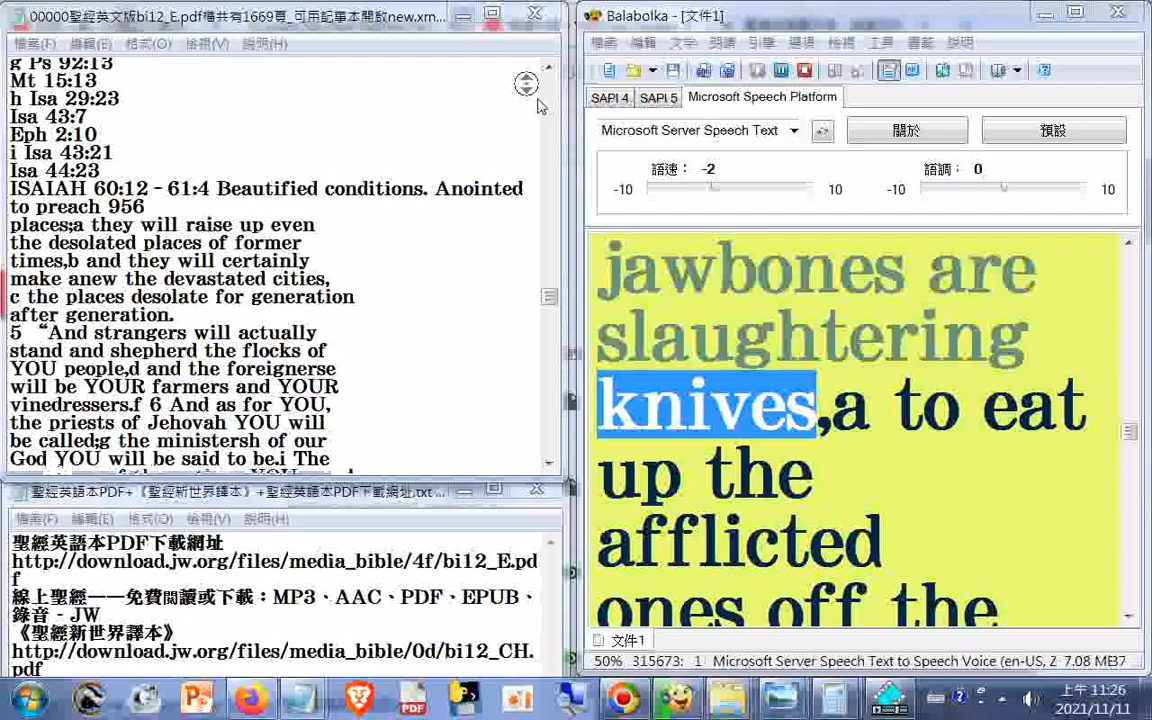 00000聖經英文版bi12_E.pdf檔共有1669頁_可用記事本開啟new.xm...
檔案(F) 編輯(E) 格式(O) 檢視(V) 說明(H)
g Ps 92:13
Mt 15:13
h Isa 29:23
Isa 43:7
Eph 2:10
i Isa 43:21
Isa 44:23
ISAIAH 60:12–61:4 Beautified conditions. Anointed
to preach 956
places;a they will raise up even
the desolated places of former
times,b and they will certainly
make anew the devastated cities,
c the places desolate for generation
after generation.
5 “And strangers will actually
stand and shepherd the flocks of
YOU people,d and the foreignerse
will be YOUR farmers and YOUR
vinedressers.f 6 And as for YOU,
the priests of Jehovah YOU will
be called;g the ministersh of our
God YOU will be said to be.i The
聖經英語本PDF+《聖經新世界譯本》+聖經英語本PDF下載網址.txt ...
檔案(F) 編輯(E) 格式(O) 檢視(V) 說明(H)
聖經英語本PDF下載網址
http://download.jw.org/files/media_bible/4f/bi12_E.pd
f
線上聖經——免費閱讀或下載：MP3、AAC、PDF、EPUB、
錄音 - JW
《聖經新世界譯本》
http://download.jw.org/files/media_bible/0d/bi12_CH.
pdf
Balabolka - [文件1]
檔案 編輯 文字 朗讀 引擎 選項 檢視 工具 書籤 說明
SAPI 4 SAPI 5 Microsoft Speech Platform
Microsoft Server Speech Text 關於 預設
語速： -2 語調： 0
-10 10 -10 10
jawbones are
slaughtering
knives,a to eat
up the
afflicted
ones off the
文件1
50% 315673: 1 Microsoft Server Speech Text to Speech Voice (en-US, Z 7.08 MB
上午 11:26
2021/11/11